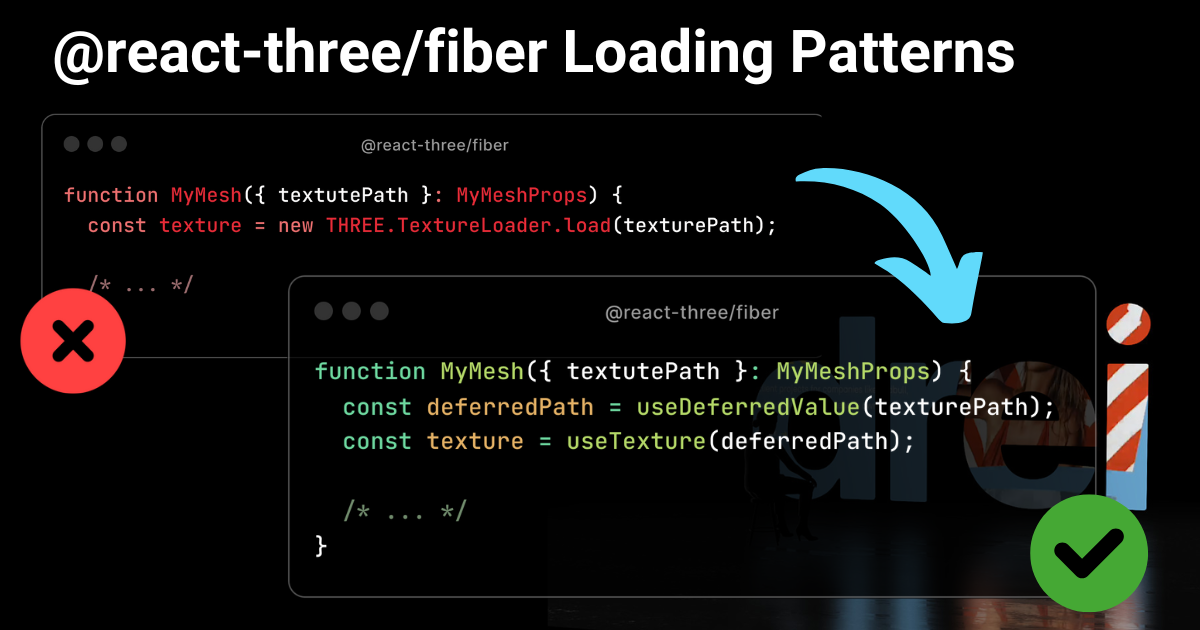 @react-three/fiber Loading Patterns
@react-three/fiber
function MyMesh({ textutePath }: MyMeshProps) {
const texture = new THREE.TextureLoader.load(texturePath);
/* ... */
@react-three/fiber
function MyMesh({ textutePath }: MyMeshProps) {
const deferredPath = useDeferredValue(texturePath);
const texture = useTexture(deferredPath);
/* ... */
}
drei